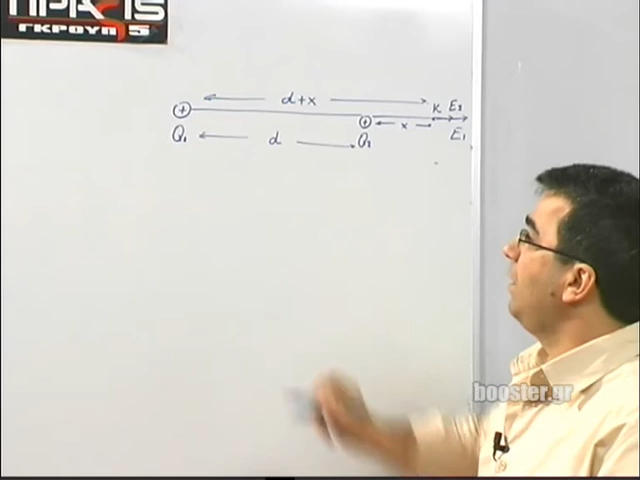 ΠΡΑΞΙΣ
ΓΚΡΟΥΠ 5
d+x
K E₂
+ + x
Q₁ d Q₂ E₁
booster.gr